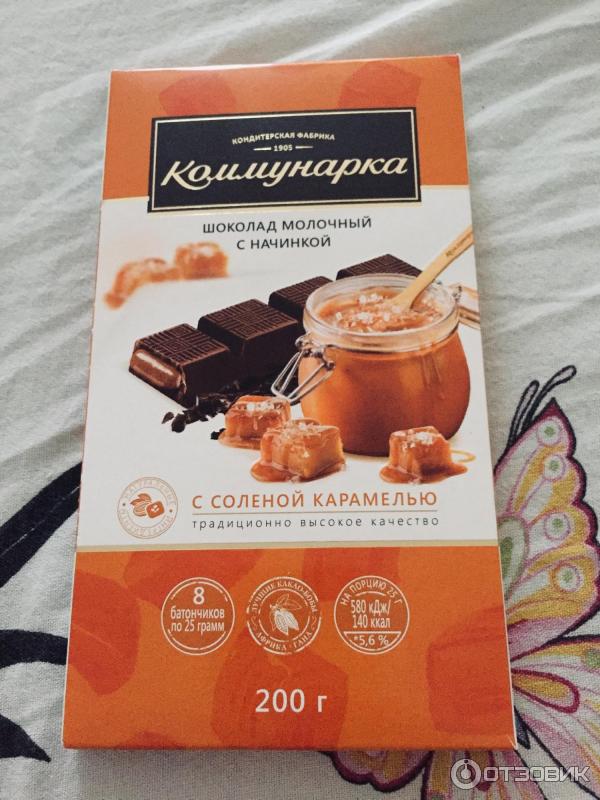 КОНДИТЕРСКАЯ ФАБРИКА
1905
Коммунарка
ШОКОЛАД МОЛОЧНЫЙ
С НАЧИНКОЙ
С СОЛЕНОЙ КАРАМЕЛЬЮ
традиционно высокое качество
8
батончиков
по 25 грамм
ЛУЧШИЕ КАКАО-БОБЫ
АФРИКА · ГАНА
НА ПОРЦИЮ 25 Г
580 кДж/
140 ккал
*5,6 %
200 г
ОТЗОВИК